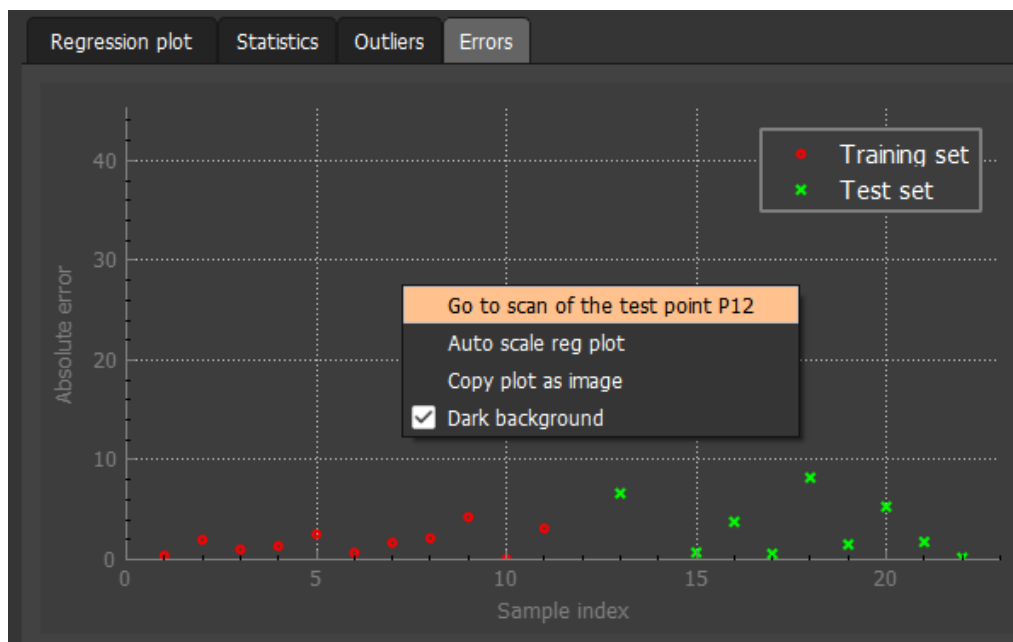 Regression plot Statistics Outliers Errors
Training set
Test set
40
30
20
10
0
Absolute error
Go to scan of the test point P12
Auto scale reg plot
Copy plot as image
Dark background
0 5 10 15 20
Sample index